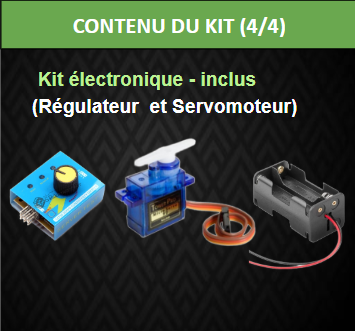 CONTENU DU KIT (4/4)
Kit électronique - inclus
(Régulateur et Servomoteur)